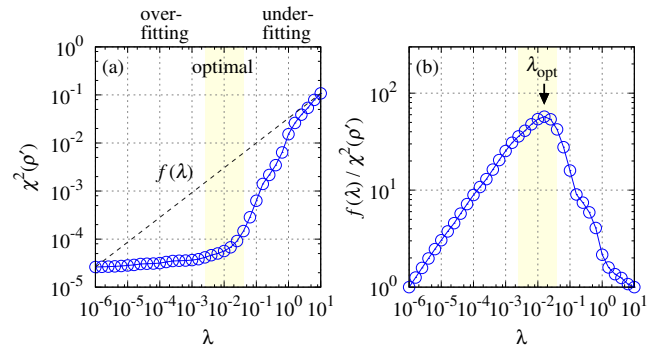 over-
fitting
under-
fitting
(a)
optimal
f(λ)
χ²(ρ′)
10⁰
10⁻¹
10⁻²
10⁻³
10⁻⁴
10⁻⁵
10⁻⁶ 10⁻⁵ 10⁻⁴ 10⁻³ 10⁻² 10⁻¹ 10⁰ 10¹
λ
(b)
λopt
f(λ) / χ²(ρ′)
10²
10¹
10⁰
10⁻⁶ 10⁻⁵ 10⁻⁴ 10⁻³ 10⁻² 10⁻¹ 10⁰ 10¹
λ